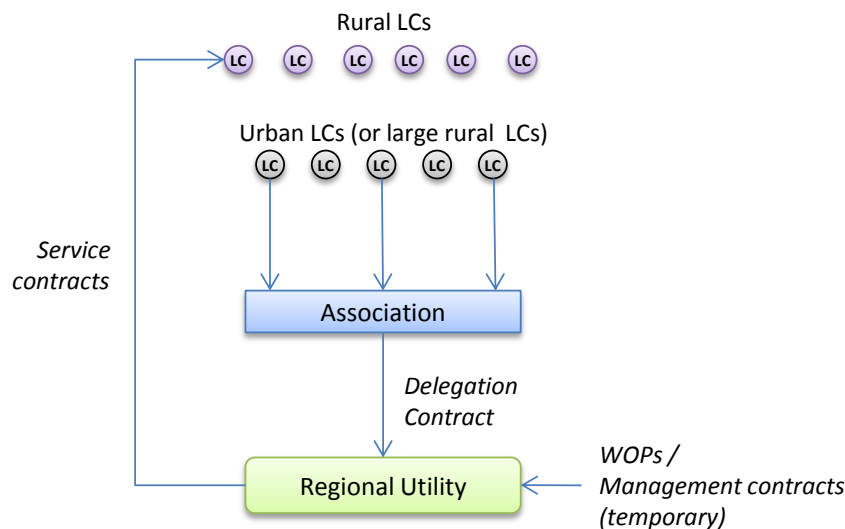 Rural LCs
LC LC LC LC LC LC
Urban LCs (or large rural LCs)
LC LC LC LC LC
Service
contracts
Association
Delegation
Contract
Regional Utility
WOPs /
Management contracts
(temporary)